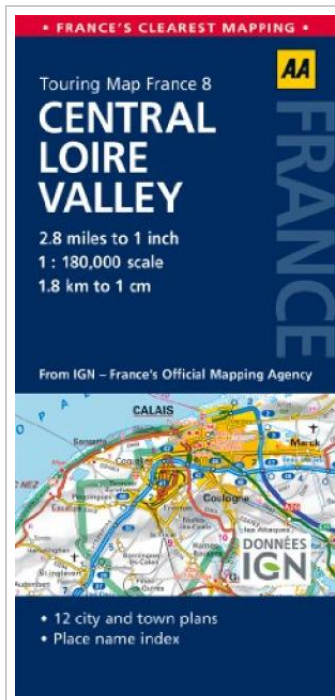 • FRANCE'S CLEAREST MAPPING •
AA
Touring Map France 8
FRANCE
CENTRAL
LOIRE
VALLEY
2.8 miles to 1 inch
1 : 180,000 scale
1.8 km to 1 cm
From IGN – France's Official Mapping Agency
CALAIS
Sangatte
Marck
Coquelles
Coulogne
DONNÉES
IGN
• 12 city and town plans
• Place name index